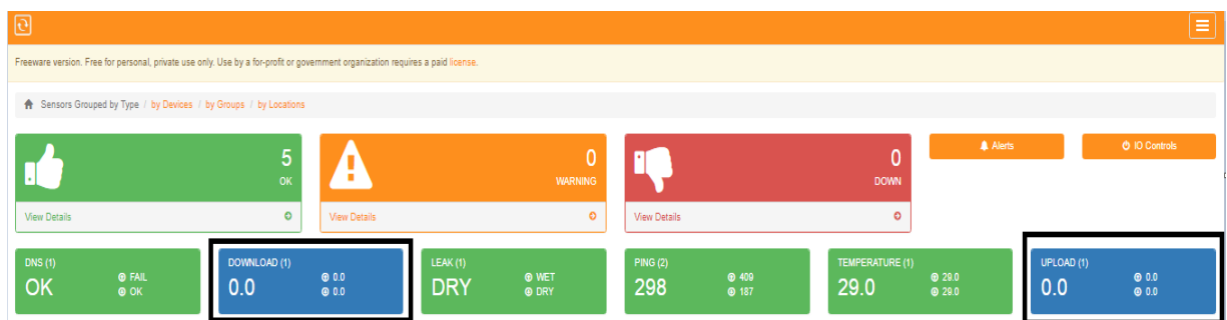 Freeware version. Free for personal, private use only. Use by a for-profit or government organization requires a paid license.
Sensors Grouped by Type / by Devices / by Groups / by Locations
5
OK
View Details
0
WARNING
View Details
0
DOWN
View Details
Alerts
IO Controls
DNS (1)
OK
FAIL
OK
DOWNLOAD (1)
0.0
0.0
0.0
LEAK (1)
DRY
WET
DRY
PING (2)
298
409
187
TEMPERATURE (1)
29.0
29.0
29.0
UPLOAD (1)
0.0
0.0
0.0